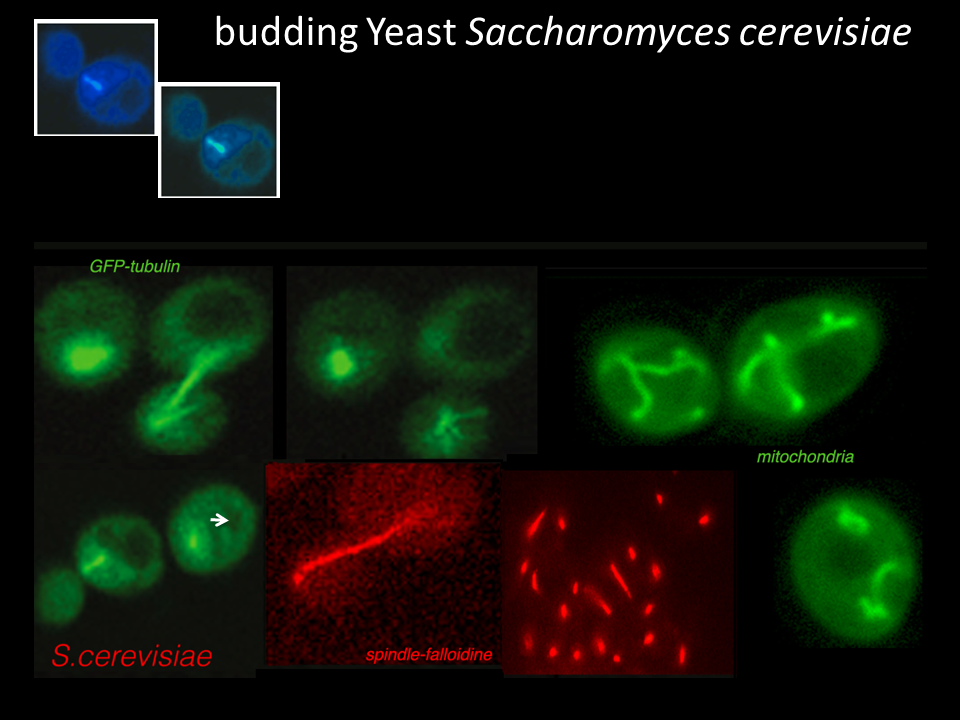 budding Yeast Saccharomyces cerevisiae
GFP-tubulin
mitochondria
S.cerevisiae
spindle-falloidine